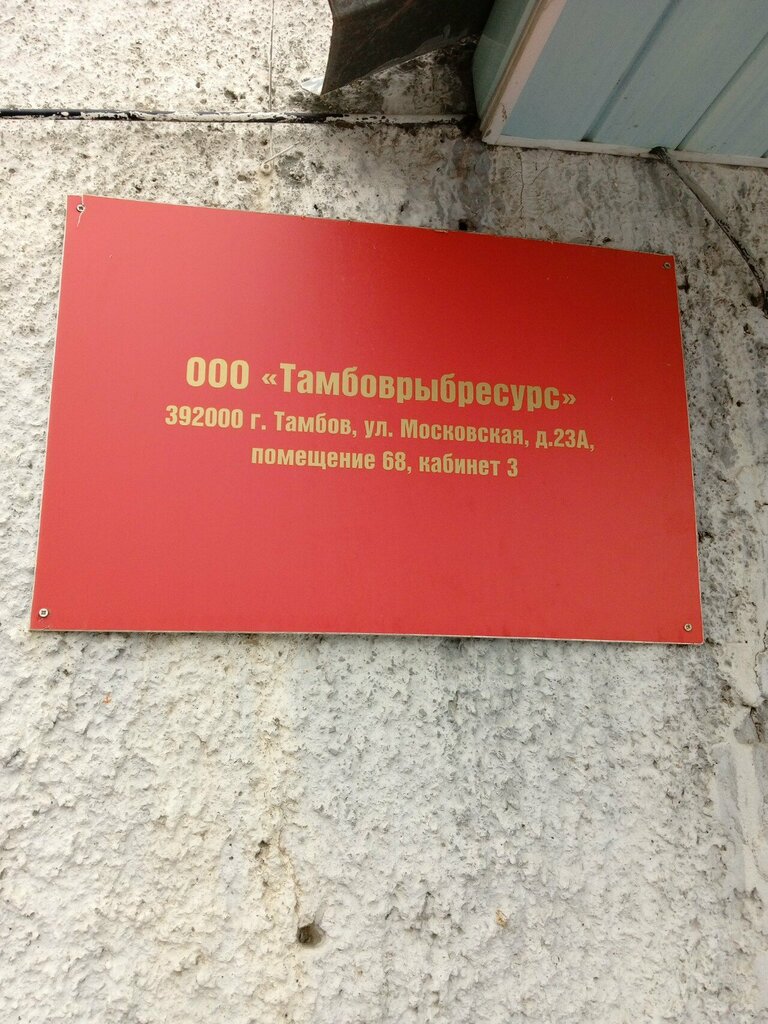 ООО «Тамбоврыбресурс»
392000 г. Тамбов, ул. Московская, д.23А,
помещение 68, кабинет 3